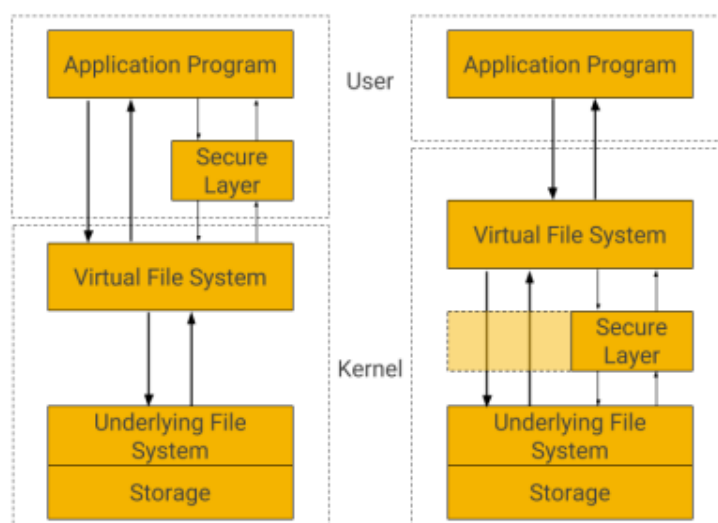 Application Program
User
Application Program
Secure
Layer
Virtual File System
Virtual File System
Kernel
Secure
Layer
Underlying File
System
Storage
Underlying File
System
Storage